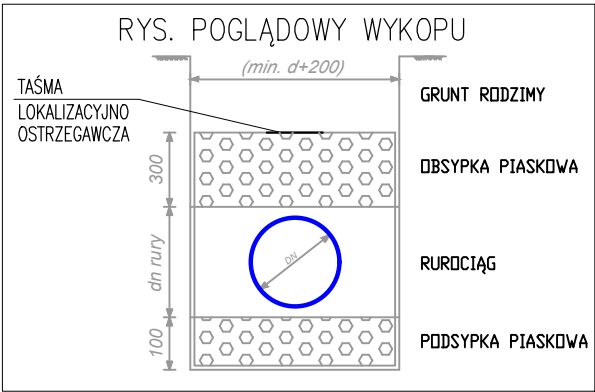 RYS. POGLĄDOWY WYKOPU
(min. d+200)
TAŚMA
LOKALIZACYJNO
OSTRZEGAWCZA
GRUNT RODZIMY
300
OBSYPKA PIASKOWA
dn rury
DN
RUROCIĄG
100
PODSYPKA PIASKOWA